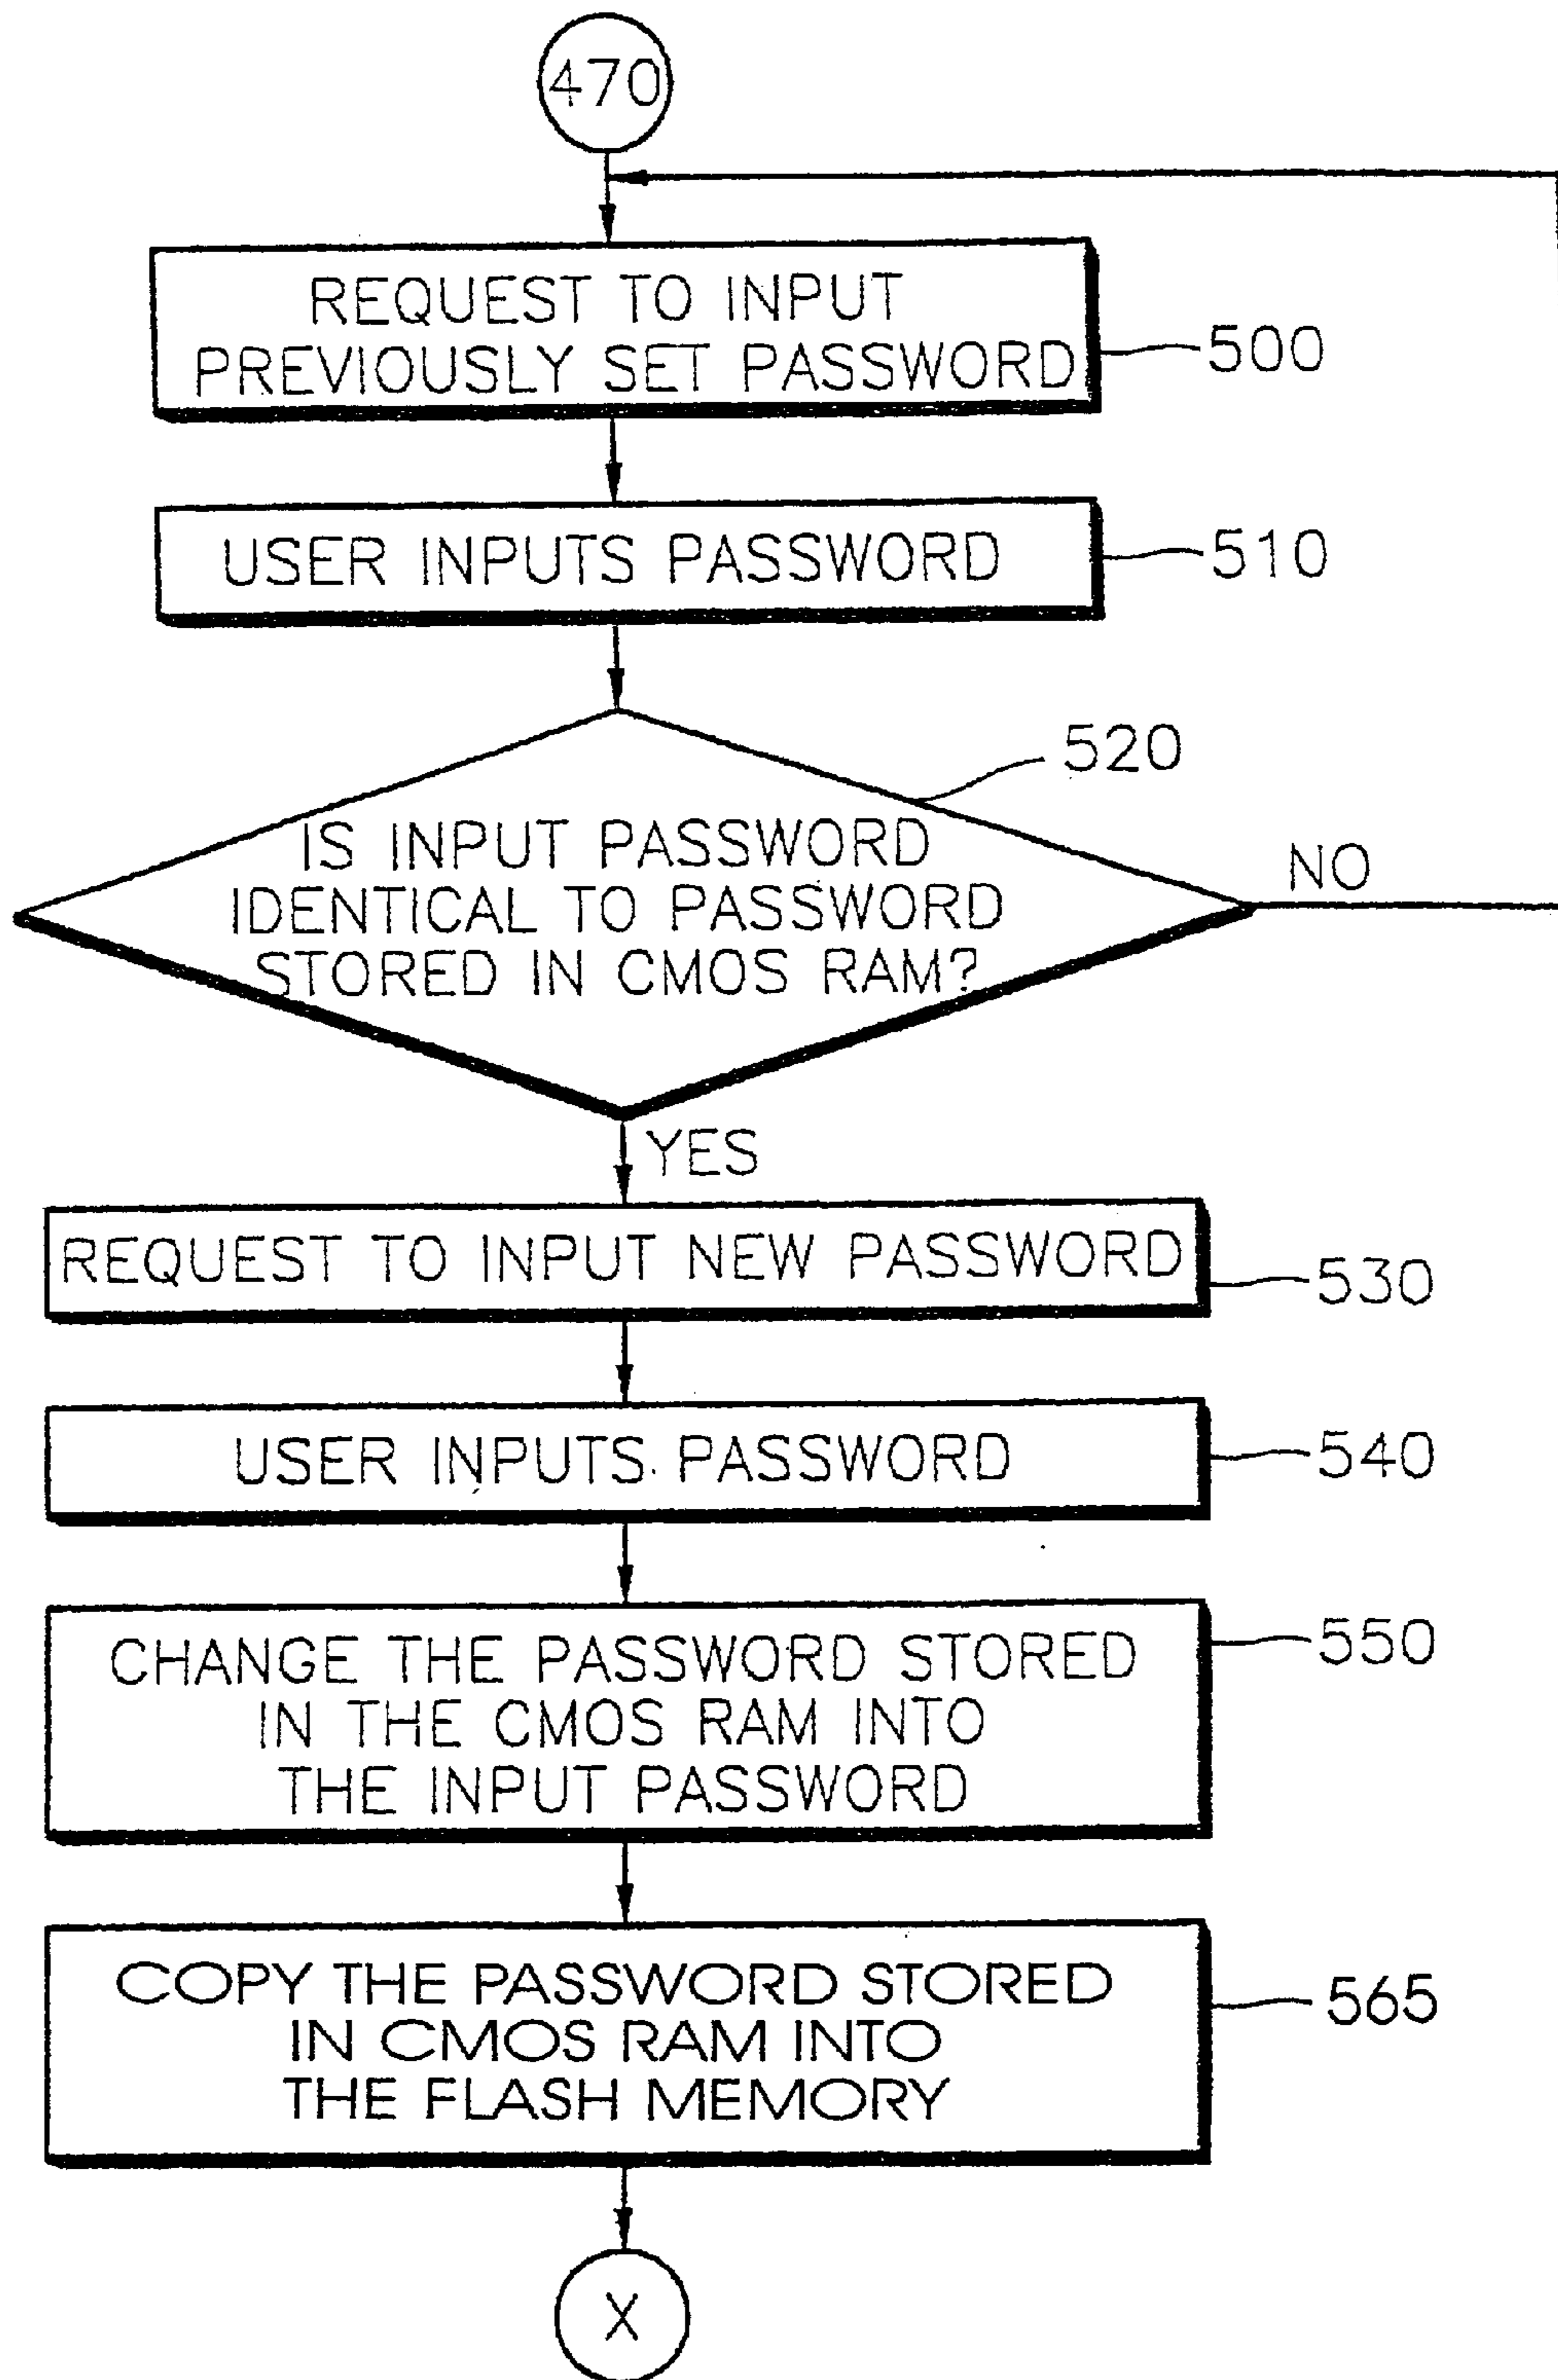 470
REQUEST TO INPUT
PREVIOUSLY SET PASSWORD
500
USER INPUTS PASSWORD
510
520
IS INPUT PASSWORD
IDENTICAL TO PASSWORD
STORED IN CMOS RAM?
NO
YES
REQUEST TO INPUT NEW PASSWORD
530
USER INPUTS PASSWORD
540
CHANGE THE PASSWORD STORED
IN THE CMOS RAM INTO
THE INPUT PASSWORD
550
COPY THE PASSWORD STORED
IN CMOS RAM INTO
THE FLASH MEMORY
565
X